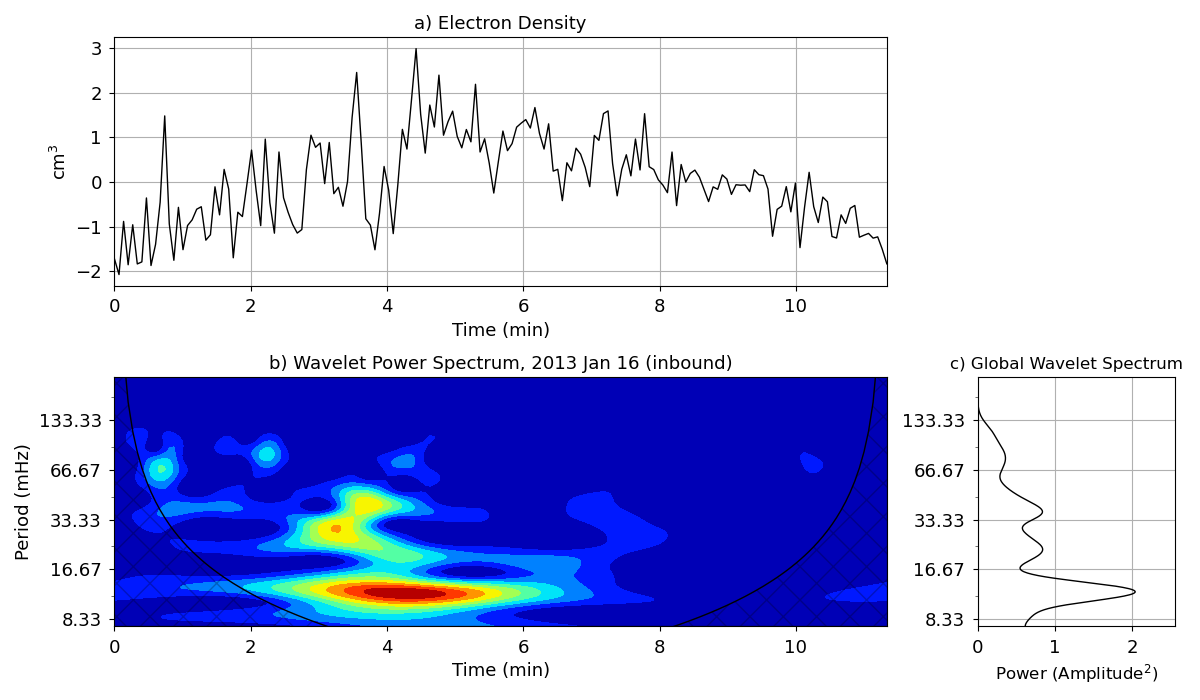 a) Electron Density
cm³
3
2
1
0
−1
−2
0 2 4 6 8 10
Time (min)
b) Wavelet Power Spectrum, 2013 Jan 16 (inbound)
Period (mHz)
133.33
66.67
33.33
16.67
8.33
0 2 4 6 8 10
Time (min)
c) Global Wavelet Spectrum
133.33
66.67
33.33
16.67
8.33
0 1 2
Power (Amplitude²)